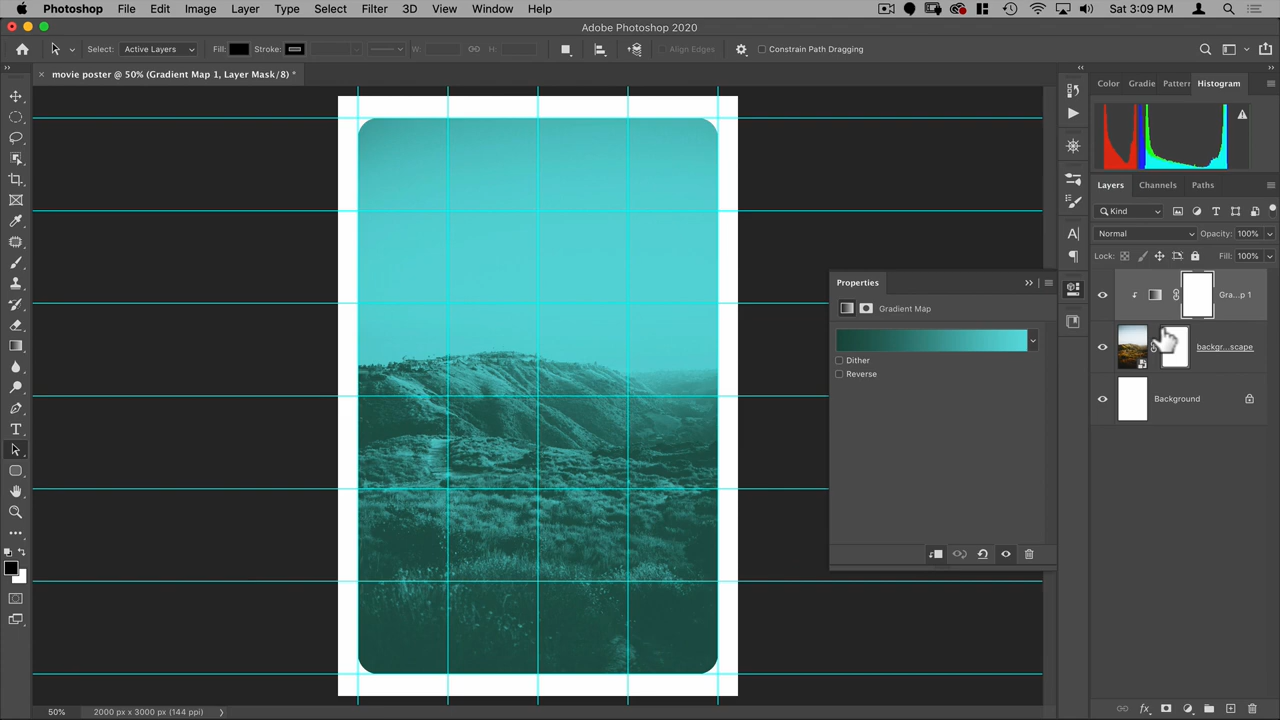 Photoshop File Edit Image Layer Type Select Filter 3D View Window Help Sat 3:09 PM
Adobe Photoshop 2020
Select: Active Layers Fill: Stroke: W: H: Align Edges Constrain Path Dragging
movie poster @ 50% (Gradient Map 1, Layer Mask/8) *
Color Gradie Pattern Histogram
Layers Channels Paths
Kind
Normal Opacity: 100%
Lock: Fill: 100%
Properties
Gra...p 1
Gradient Map
backgr...scape
Dither
Reverse
Background
50% 2000 px x 3000 px (144 ppi)